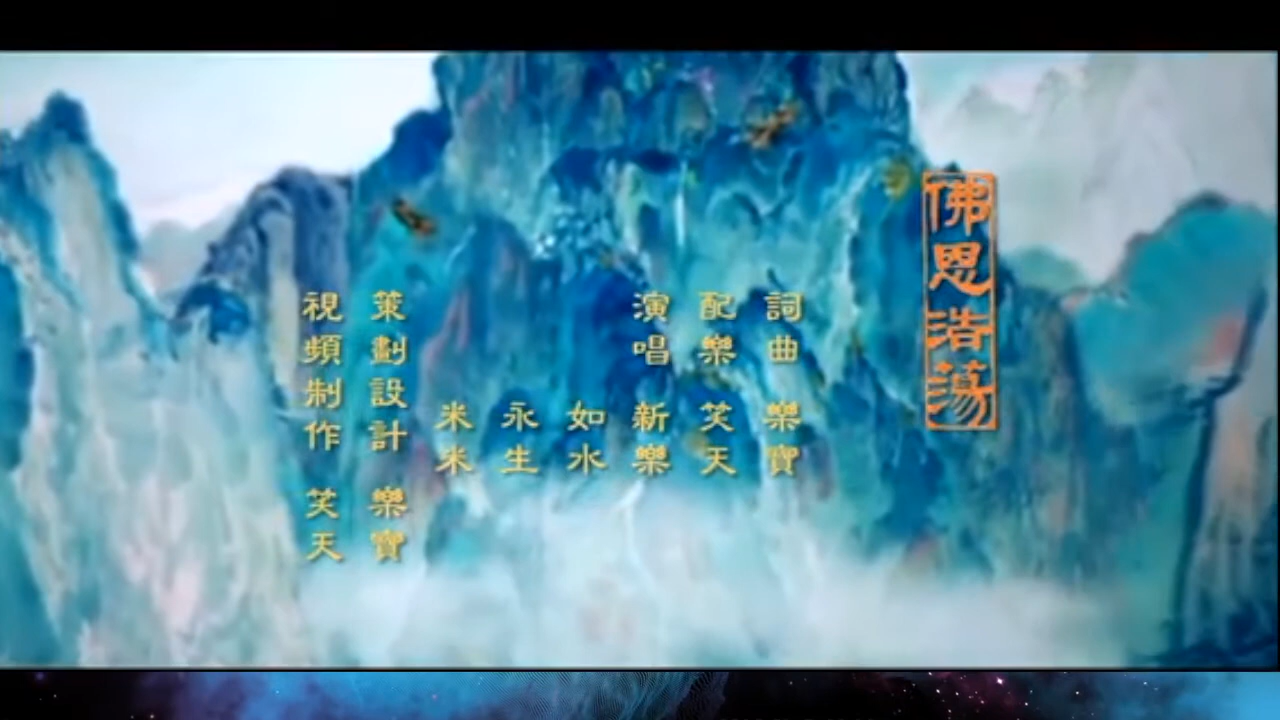 佛恩浩蕩
詞曲 樂寶
配樂 笑天
演唱 新樂
如水
永生
米米
策劃設計 樂寶
視頻制作 笑天